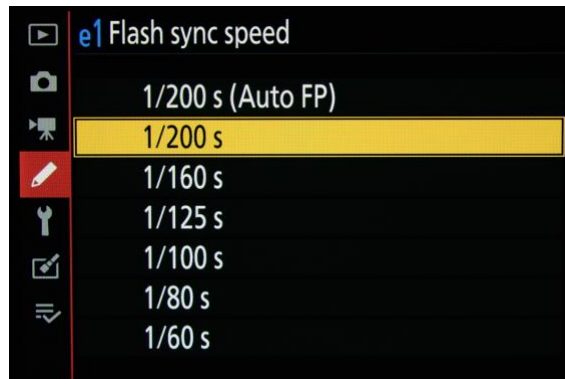 e1 Flash sync speed
1/200 s (Auto FP)
1/200 s
1/160 s
1/125 s
1/100 s
1/80 s
1/60 s